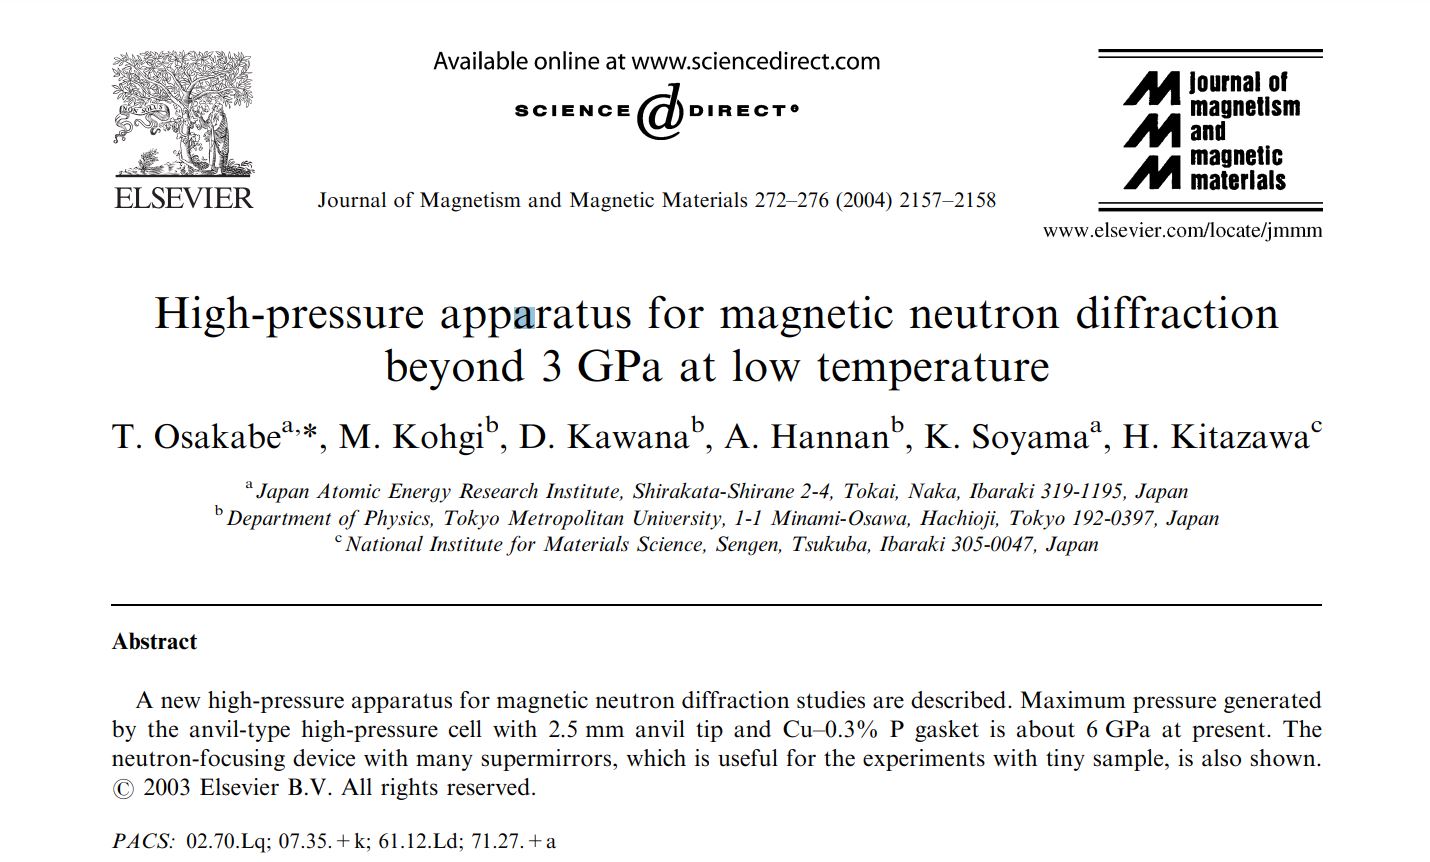 Available online at www.sciencedirect.com
SCIENCE @ DIRECT®
ELSEVIER
Journal of Magnetism and Magnetic Materials 272–276 (2004) 2157–2158
Journal of
magnetism
and
magnetic
materials
www.elsevier.com/locate/jmmm
High-pressure apparatus for magnetic neutron diffraction
beyond 3 GPa at low temperature
T. Osakabeᵃ,*, M. Kohgiᵇ, D. Kawanaᵇ, A. Hannanᵇ, K. Soyamaᵃ, H. Kitazawaᶜ
ᵃ Japan Atomic Energy Research Institute, Shirakata-Shirane 2-4, Tokai, Naka, Ibaraki 319-1195, Japan
ᵇ Department of Physics, Tokyo Metropolitan University, 1-1 Minami-Osawa, Hachioji, Tokyo 192-0397, Japan
ᶜ National Institute for Materials Science, Sengen, Tsukuba, Ibaraki 305-0047, Japan
Abstract
A new high-pressure apparatus for magnetic neutron diffraction studies are described. Maximum pressure generated
by the anvil-type high-pressure cell with 2.5 mm anvil tip and Cu–0.3% P gasket is about 6 GPa at present. The
neutron-focusing device with many supermirrors, which is useful for the experiments with tiny sample, is also shown.
© 2003 Elsevier B.V. All rights reserved.
PACS: 02.70.Lq; 07.35.+k; 61.12.Ld; 71.27.+a